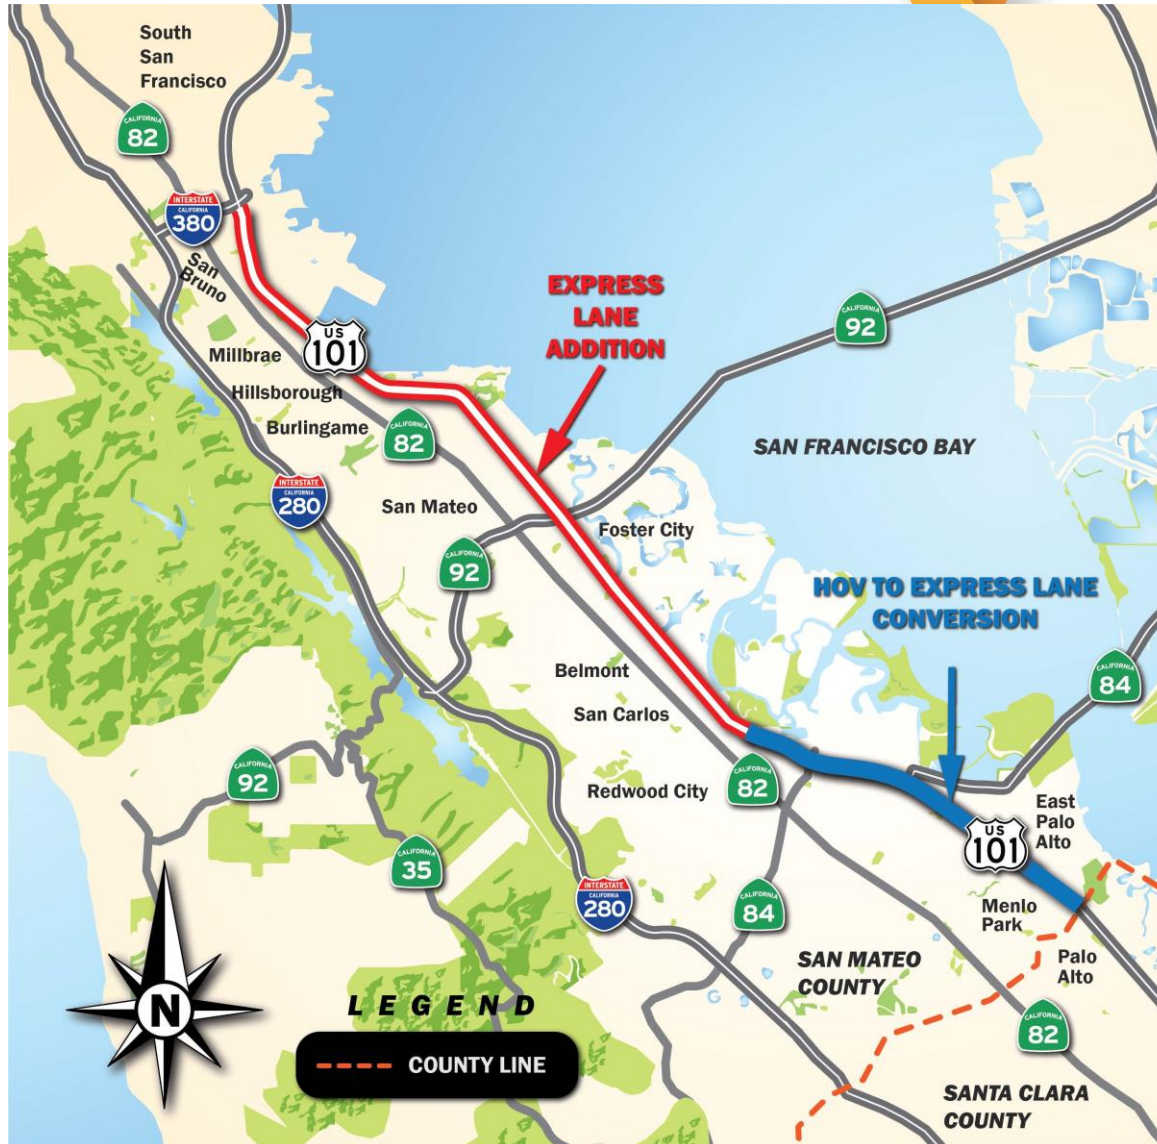 South
San
Francisco
CALIFORNIA
82
INTERSTATE
CALIFORNIA
380
San
Bruno
US
101
EXPRESS
LANE
ADDITION
CALIFORNIA
92
Millbrae
Hillsborough
Burlingame
CALIFORNIA
82
SAN FRANCISCO BAY
INTERSTATE
CALIFORNIA
280
San Mateo
Foster City
CALIFORNIA
92
HOV TO EXPRESS LANE
CONVERSION
Belmont
CALIFORNIA
84
San Carlos
CALIFORNIA
92
Redwood City
CALIFORNIA
82
East
Palo
Alto
US
101
CALIFORNIA
35
INTERSTATE
CALIFORNIA
280
CALIFORNIA
84
Menlo
Park
SAN MATEO
COUNTY
Palo
Alto
N
LEGEND
COUNTY LINE
CALIFORNIA
82
SANTA CLARA
COUNTY